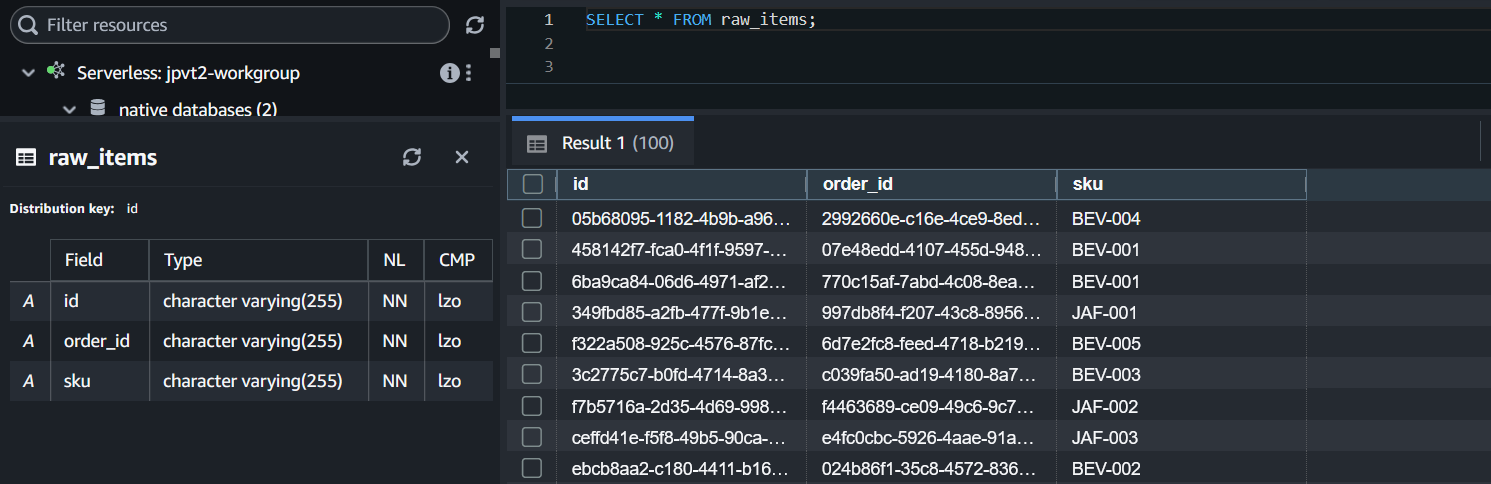 Filter resources
Serverless: jpvt2-workgroup
native databases (2)
raw_items
Distribution key: id
Field Type NL CMP
A id character varying(255) NN lzo
A order_id character varying(255) NN lzo
A sku character varying(255) NN lzo
1 SELECT * FROM raw_items;
2
3
Result 1 (100)
id order_id sku
05b68095-1182-4b9b-a96... 2992660e-c16e-4ce9-8ed... BEV-004
458142f7-fca0-4f1f-9597-... 07e48edd-4107-455d-948... BEV-001
6ba9ca84-06d6-4971-af2... 770c15af-7abd-4c08-8ea... BEV-001
349fbd85-a2fb-477f-9b1e... 997db8f4-f207-43c8-8956... JAF-001
f322a508-925c-4576-87fc... 6d7e2fc8-feed-4718-b219... BEV-005
3c2775c7-b0fd-4714-8a3... c039fa50-ad19-4180-8a7... BEV-003
f7b5716a-2d35-4d69-998... f4463689-ce09-49c6-9c7... JAF-002
ceffd41e-f5f8-49b5-90ca-... e4fc0cbc-5926-4aae-91a... JAF-003
ebcb8aa2-c180-4411-b16... 024b86f1-35c8-4572-836... BEV-002